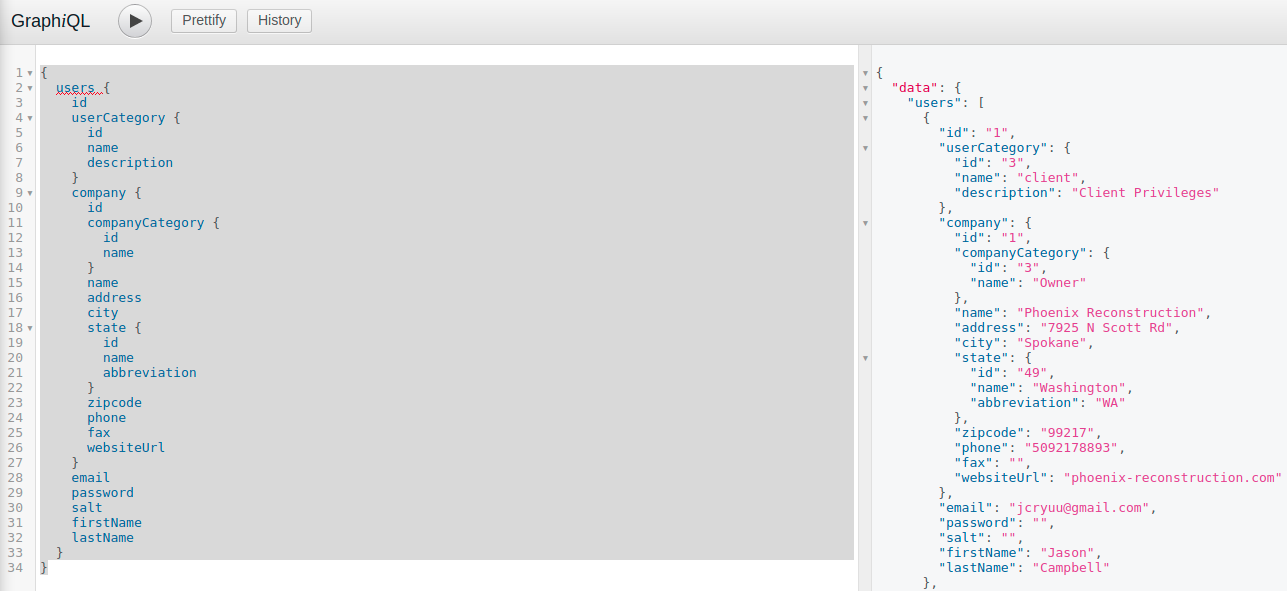 GraphiQL Prettify History
1 {
2 users {
3 id
4 userCategory {
5 id
6 name
7 description
8 }
9 company {
10 id
11 companyCategory {
12 id
13 name
14 }
15 name
16 address
17 city
18 state {
19 id
20 name
21 abbreviation
22 }
23 zipcode
24 phone
25 fax
26 websiteUrl
27 }
28 email
29 password
30 salt
31 firstName
32 lastName
33 }
34 }
{
"data": {
"users": [
{
"id": "1",
"userCategory": {
"id": "3",
"name": "client",
"description": "Client Privileges"
},
"company": {
"id": "1",
"companyCategory": {
"id": "3",
"name": "Owner"
},
"name": "Phoenix Reconstruction",
"address": "7925 N Scott Rd",
"city": "Spokane",
"state": {
"id": "49",
"name": "Washington",
"abbreviation": "WA"
},
"zipcode": "99217",
"phone": "5092178893",
"fax": "",
"websiteUrl": "phoenix-reconstruction.com"
},
"email": "jcryuu@gmail.com",
"password": "",
"salt": "",
"firstName": "Jason",
"lastName": "Campbell"
},